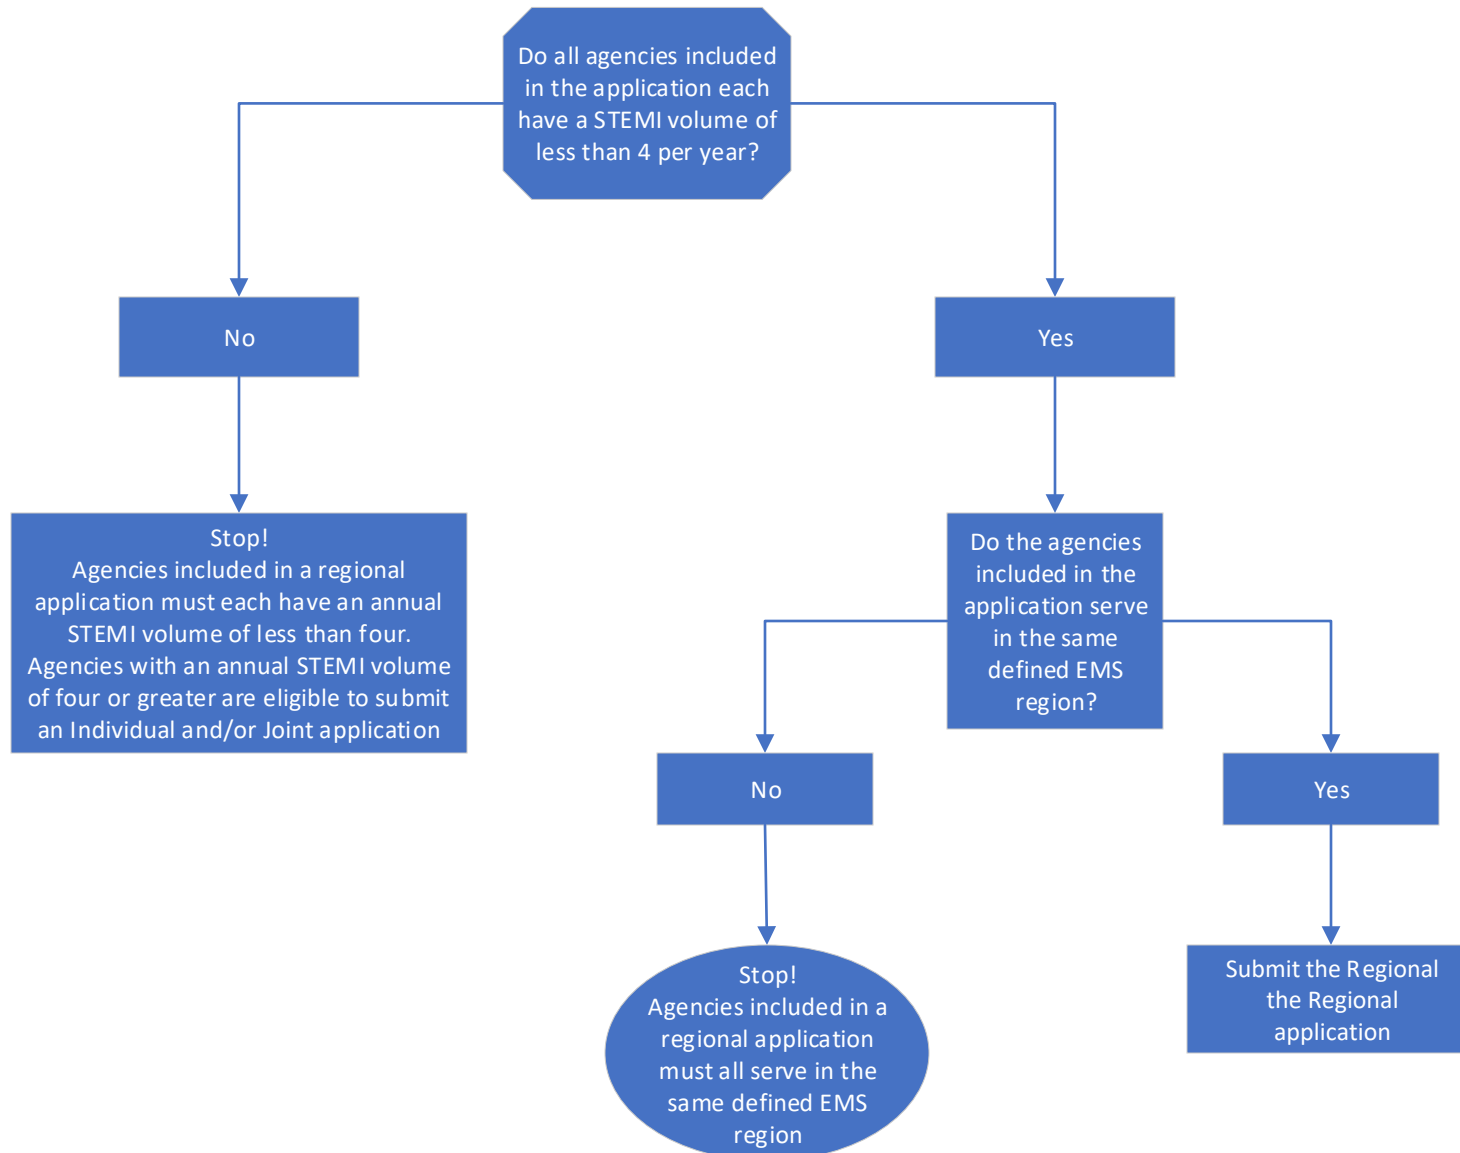 Do all agencies included
in the application each
have a STEMI volume of
less than 4 per year?
No
Yes
Stop!
Agencies included in a regional
application must each have an annual
STEMI volume of less than four.
Agencies with an annual STEMI volume
of four or greater are eligible to submit
an Individual and/or Joint application
Do the agencies
included in the
application serve
in the same
defined EMS
region?
No
Yes
Stop!
Agencies included in a
regional application
must all serve in the
same defined EMS
region
Submit the Regional
the Regional
application